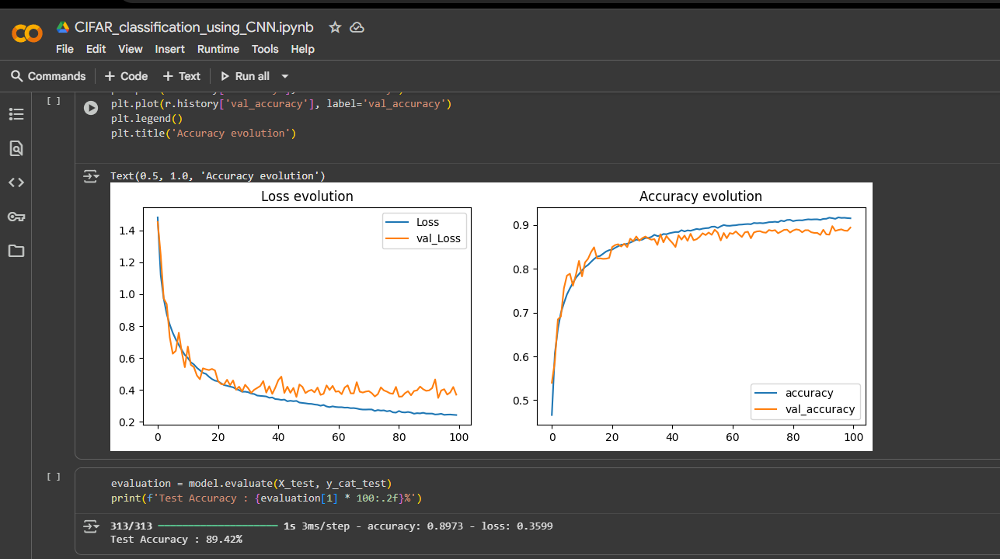 CIFAR_classification_using_CNN.ipynb
File Edit View Insert Runtime Tools Help
Commands + Code + Text Run all
[ ]
plt.plot(r.history['val_accuracy'], label='val_accuracy')
plt.legend()
plt.title('Accuracy evolution')
Text(0.5, 1.0, 'Accuracy evolution')
Loss evolution
Loss
val_Loss
1.4
1.2
1.0
0.8
0.6
0.4
0.2
0 20 40 60 80 100
Accuracy evolution
0.9
0.8
0.7
0.6
0.5
accuracy
val_accuracy
0 20 40 60 80 100
[ ]
evaluation = model.evaluate(X_test, y_cat_test)
print(f'Test Accuracy : {evaluation[1] * 100:.2f}%')
313/313 ━━━━━━━━━━━━━━━━━━━━ 1s 3ms/step - accuracy: 0.8973 - loss: 0.3599
Test Accuracy : 89.42%